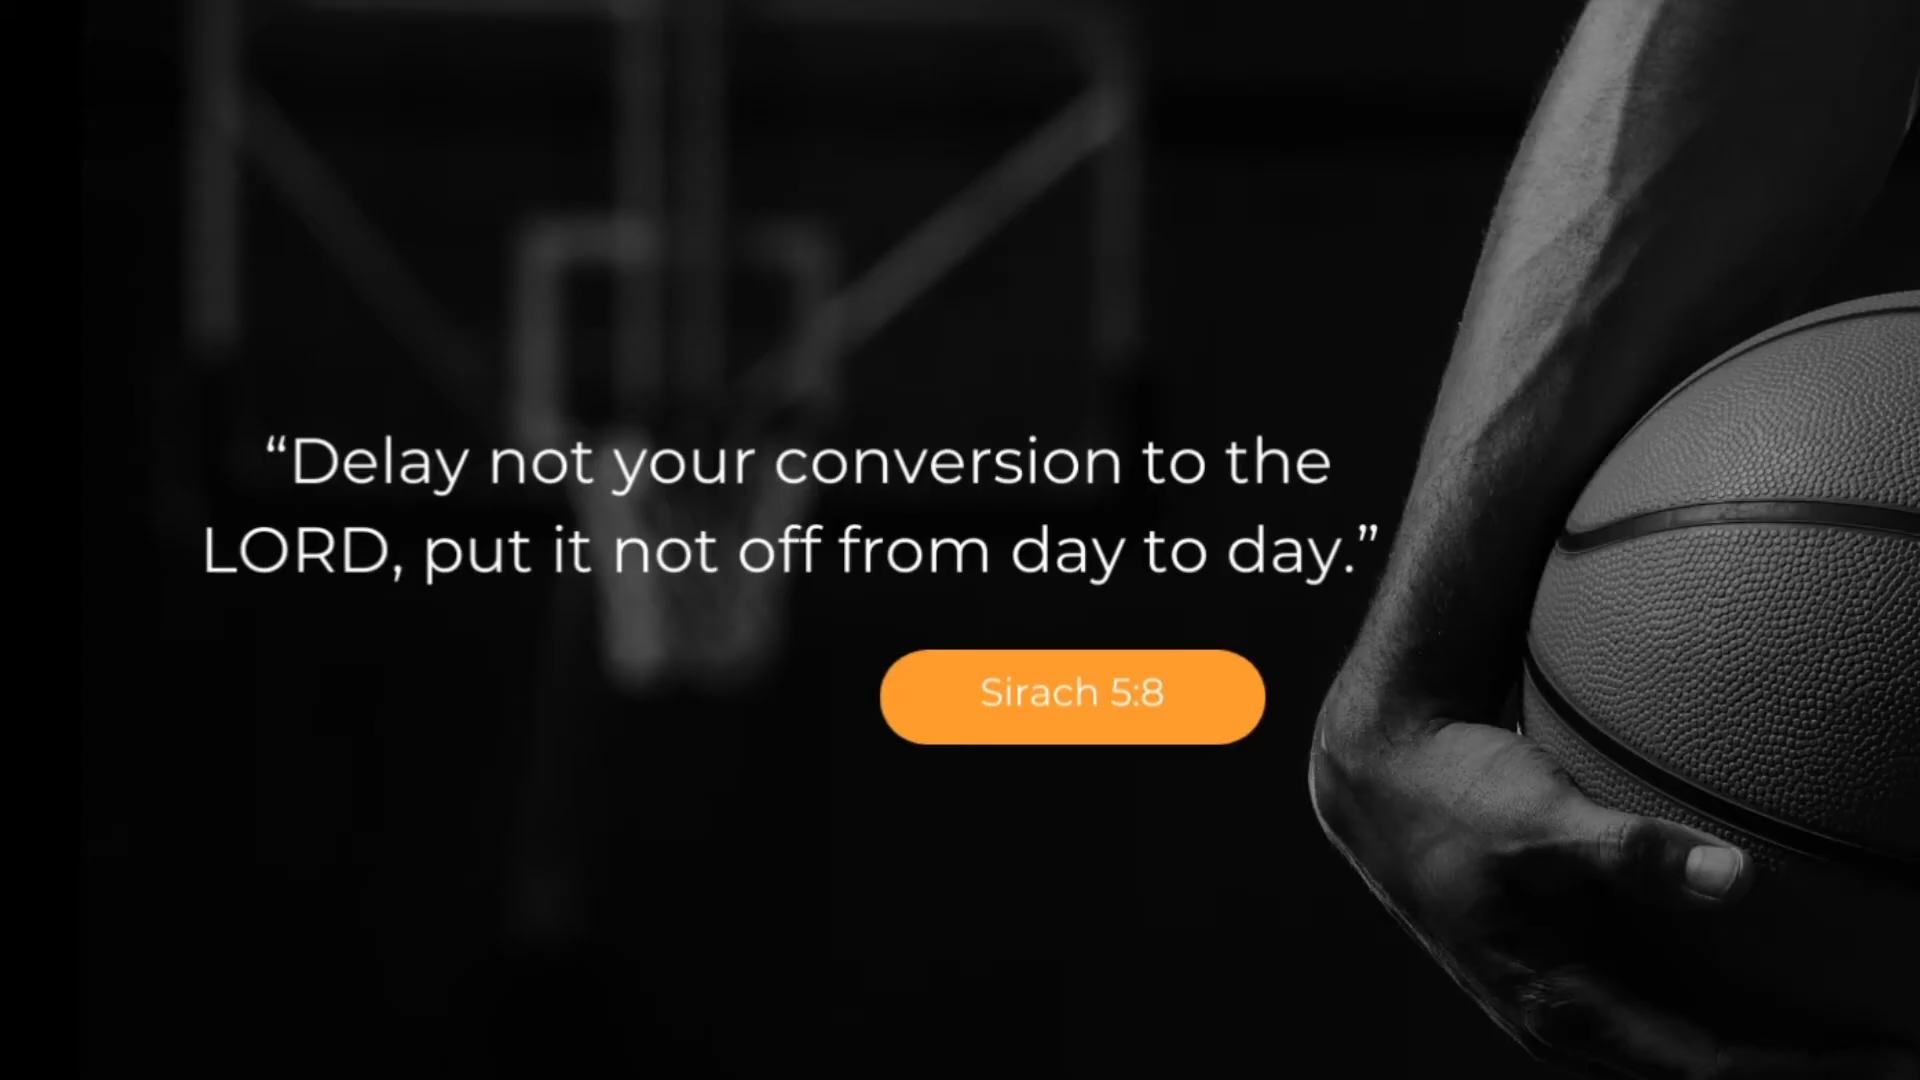 “Delay not your conversion to the
LORD, put it not off from day to day.”
Sirach 5:8